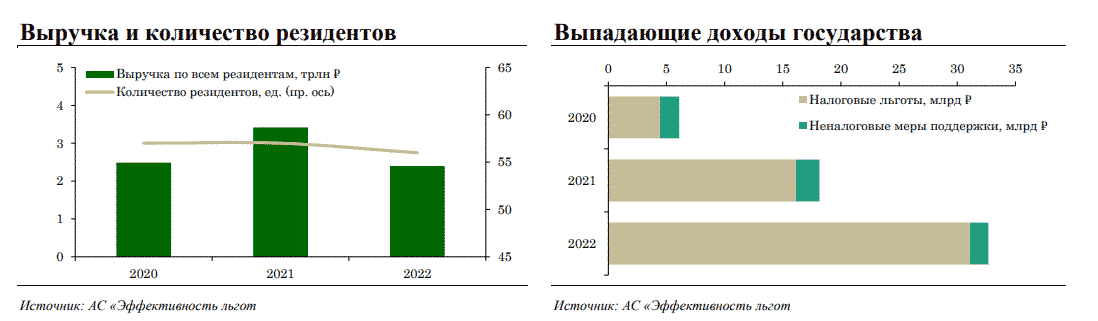 Выручка и количество резидентов
5
4
3
2
1
0
Выручка по всем резидентам, трлн ₽
Количество резидентов, ед. (пр. ось)
65
60
55
50
45
2020 2021 2022
Источник: АС «Эффективность льгот
Выпадающие доходы государства
0 5 10 15 20 25 30 35
Налоговые льготы, млрд ₽
Неналоговые меры поддержки, млрд ₽
2020
2021
2022
Источник: АС «Эффективность льгот